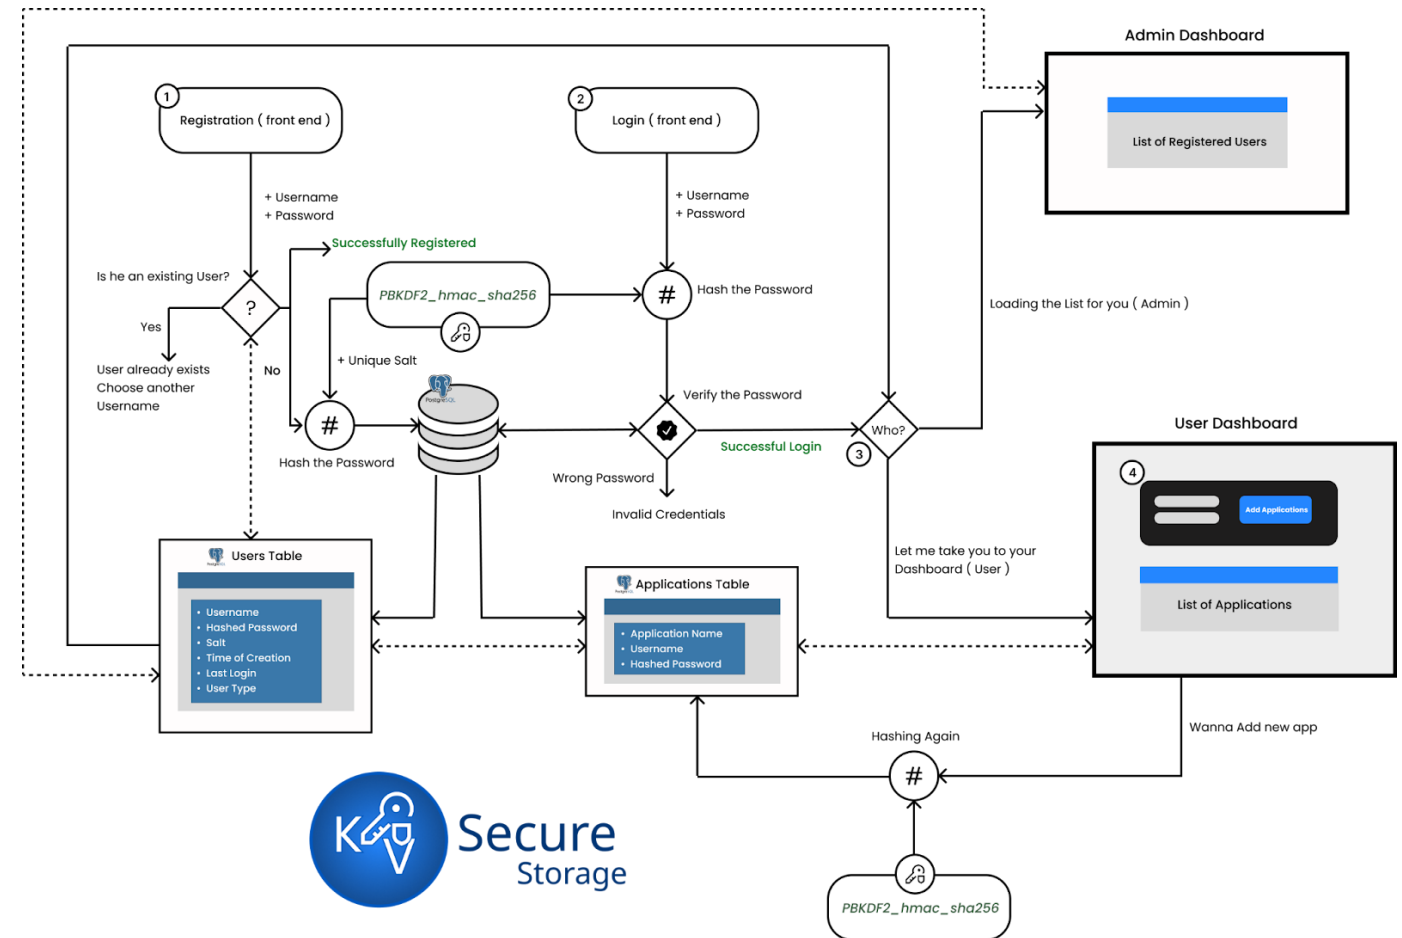 Admin Dashboard
1
Registration ( front end )
2
Login ( front end )
List of Registered Users
+ Username
+ Password
+ Username
+ Password
Successfully Registered
Is he an existing User?
?
PBKDF2_hmac_sha256
#
Hash the Password
Loading the List for you ( Admin )
Yes
No
+ Unique Salt
User already exists
Choose another
Username
PostgreSQL
Verify the Password
#
Hash the Password
Who?
3
Successful Login
User Dashboard
Wrong Password
Invalid Credentials
4
Add Applications
Let me take you to your
Dashboard ( User )
List of Applications
PostgreSQL
Users Table
Username
Hashed Password
Salt
Time of Creation
Last Login
User Type
PostgreSQL
Applications Table
Application Name
Username
Hashed Password
Wanna Add new app
Hashing Again
#
KV
Secure
Storage
PBKDF2_hmac_sha256